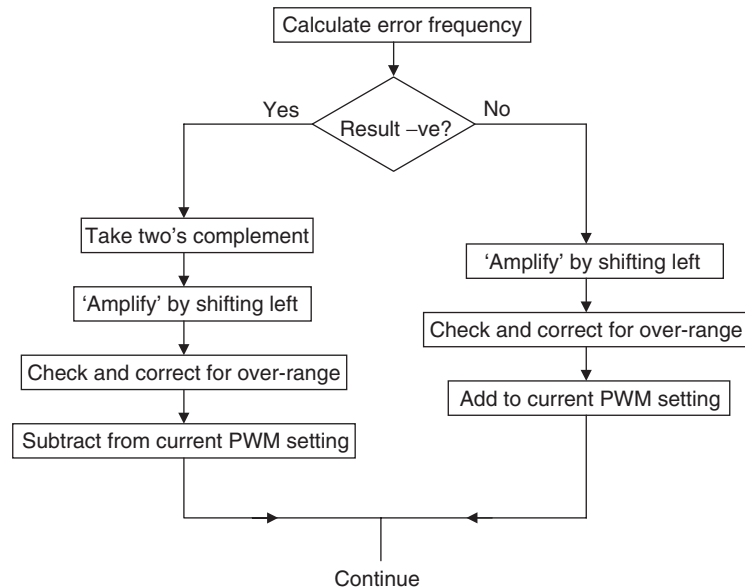 Calculate error frequency
Yes
Result –ve?
No
Take two's complement
'Amplify' by shifting left
Check and correct for over-range
Subtract from current PWM setting
'Amplify' by shifting left
Check and correct for over-range
Add to current PWM setting
Continue